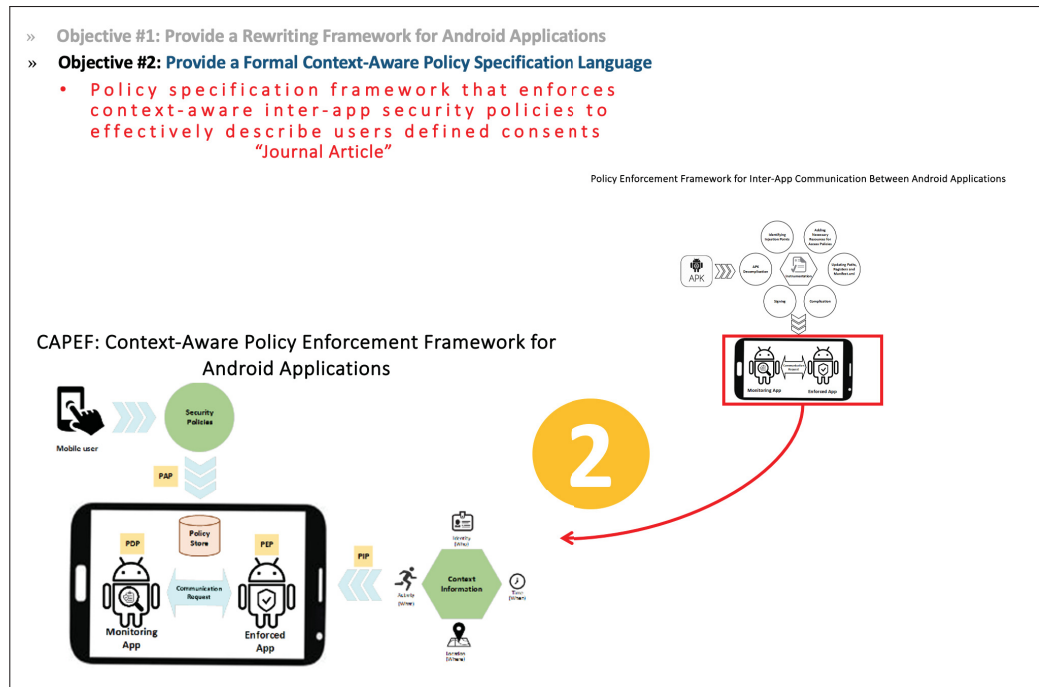 » Objective #1: Provide a Rewriting Framework for Android Applications
» Objective #2: Provide a Formal Context-Aware Policy Specification Language
• Policy specification framework that enforces
context-aware inter-app security policies to
effectively describe users defined consents
“Journal Article”
Policy Enforcement Framework for Inter-App Communication Between Android Applications
Identifying
Injection Points
Adding
Necessary
Resources for
Access Policies
APK
APK
Decompilation
Instrumentation
Updating Paths,
Registers and
Manifest.xml
Signing
Compilation
Communication
Request
Monitoring App
Enforced App
CAPEF: Context-Aware Policy Enforcement Framework for
Android Applications
Mobile user
Security
Policies
PAP
2
Policy
Store
PDP
PEP
Communication
Request
Monitoring
App
Enforced
App
PIP
Identity
(Who)
Activity
(When)
Context
Information
Time
(When)
Location
(Where)